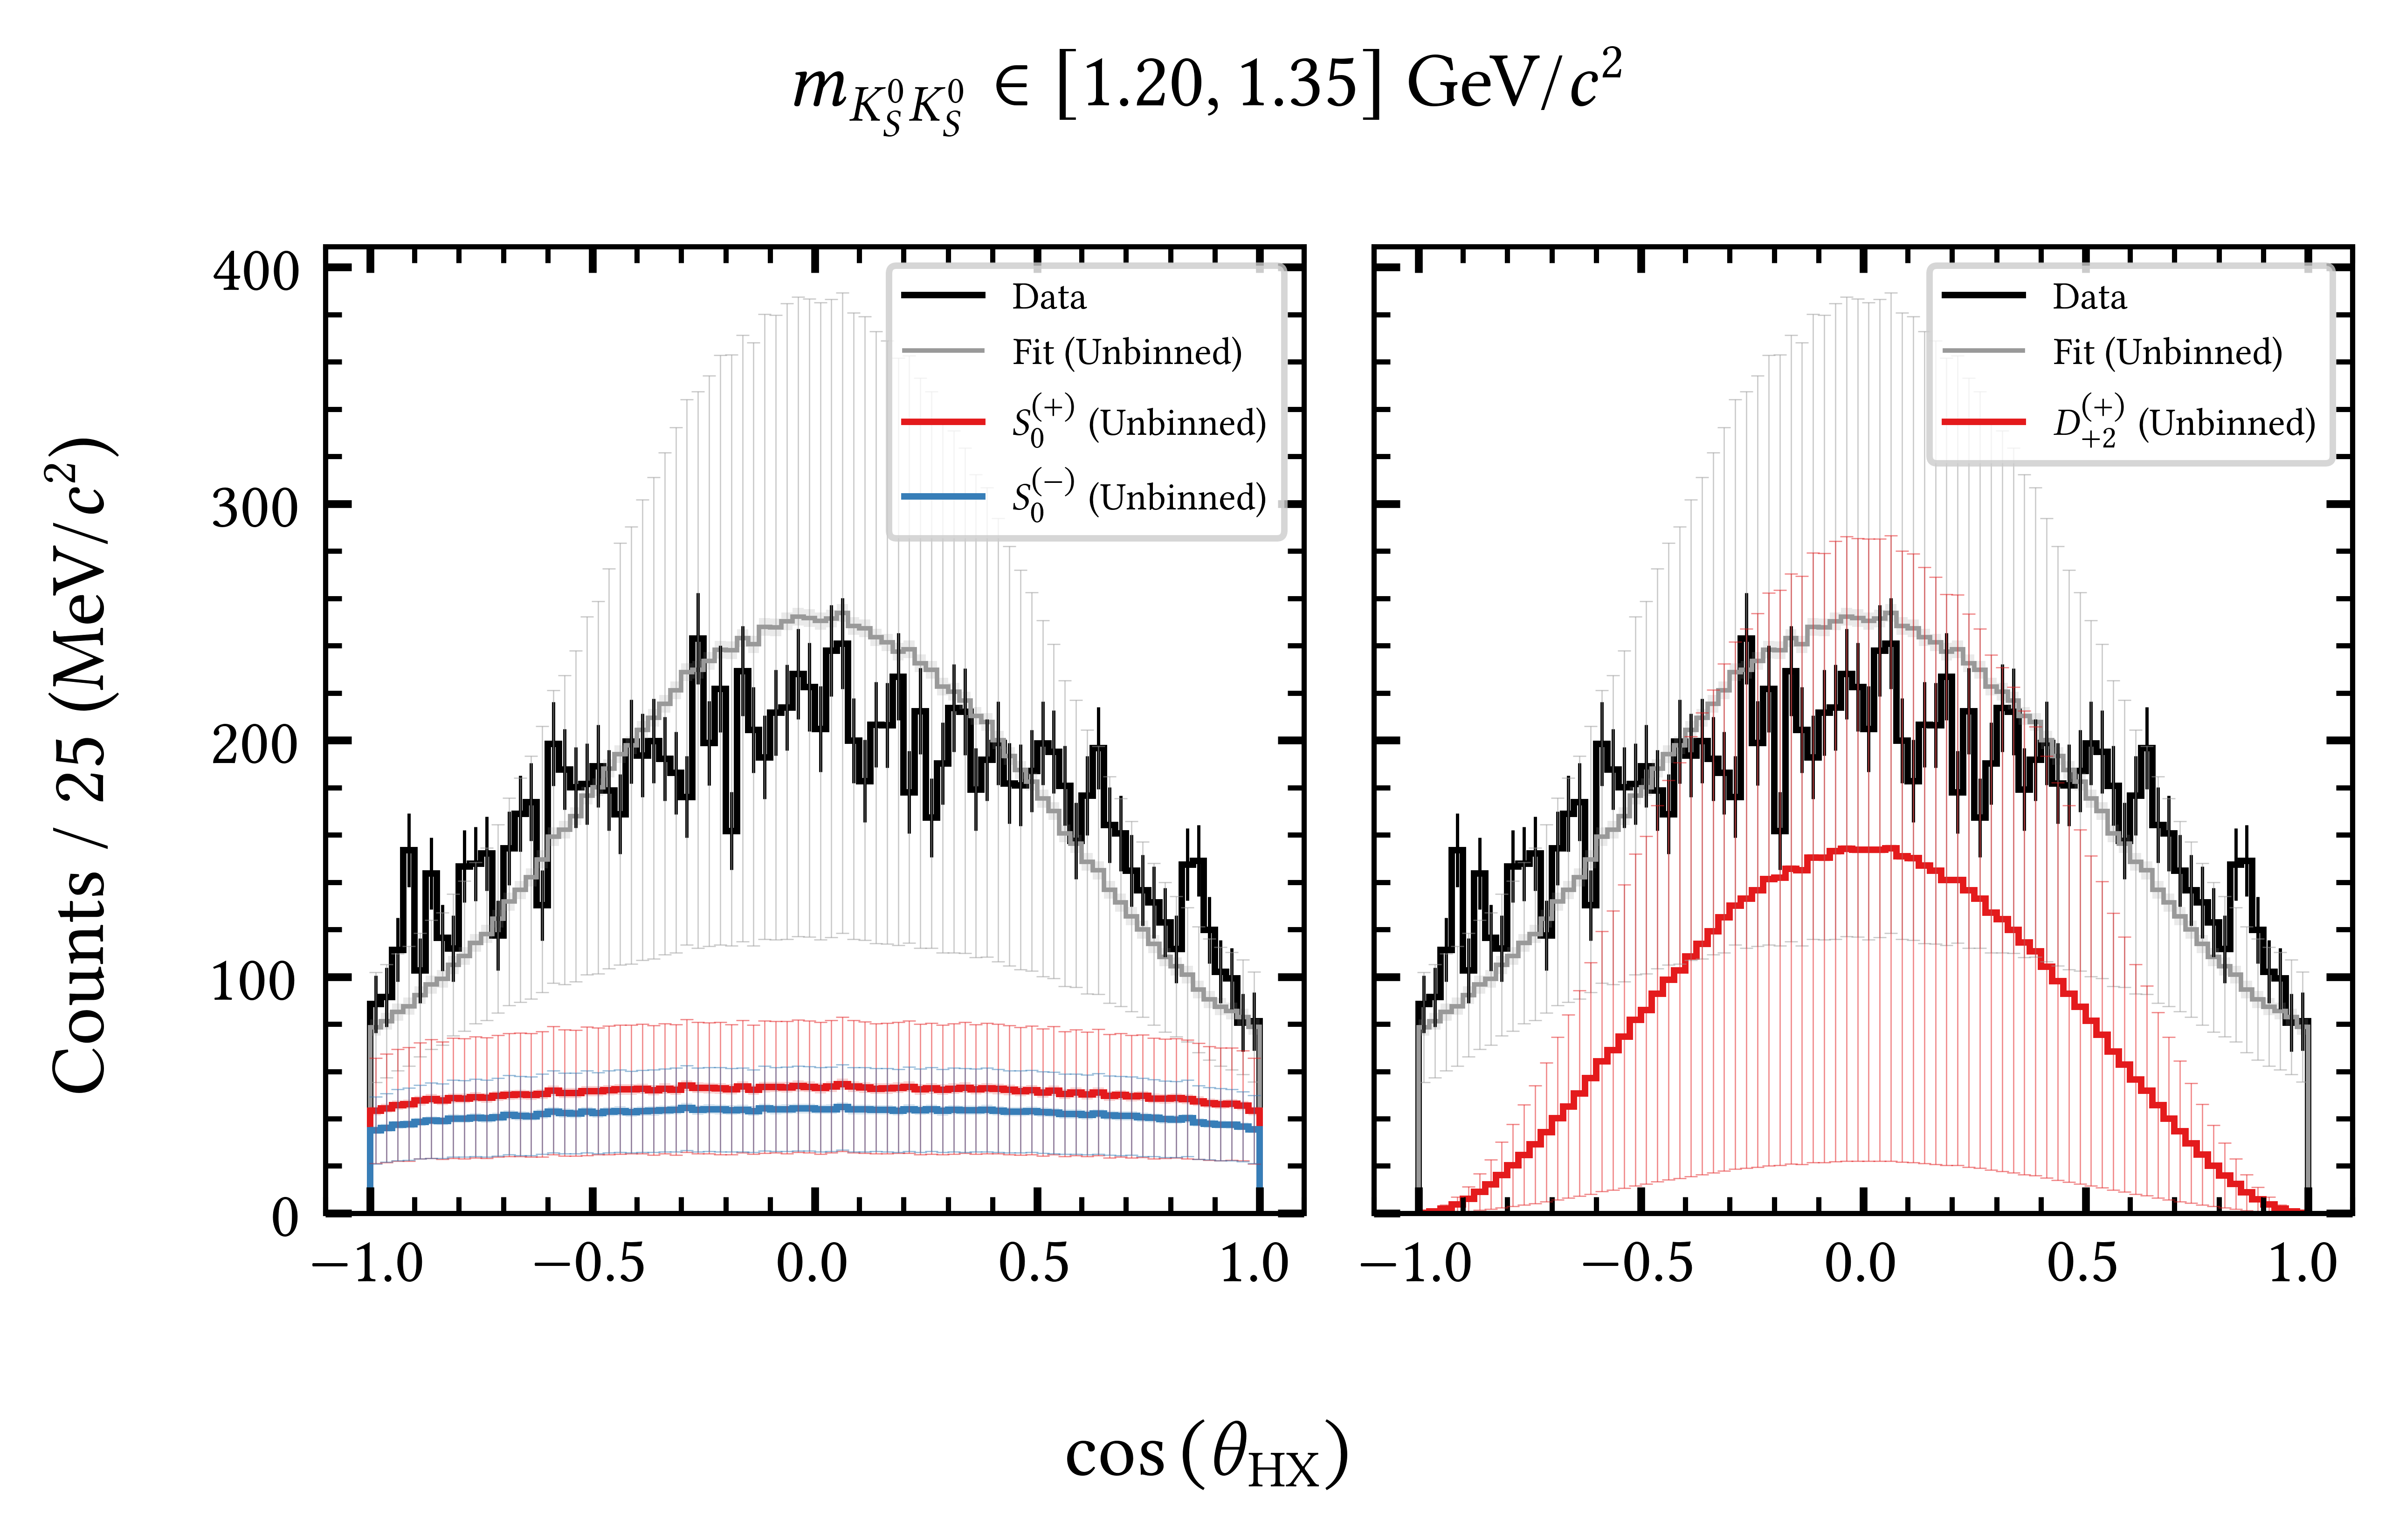 m_{K_S^0 K_S^0} ∈ [1.20, 1.35] GeV/c²
Counts / 25 (MeV/c²)
400
300
200
100
0
Data
Fit (Unbinned)
S_0^{(+)} (Unbinned)
S_0^{(−)} (Unbinned)
Data
Fit (Unbinned)
D_{+2}^{(+)} (Unbinned)
−1.0 −0.5 0.0 0.5 1.0
−1.0 −0.5 0.0 0.5 1.0
cos (θ_{HX})